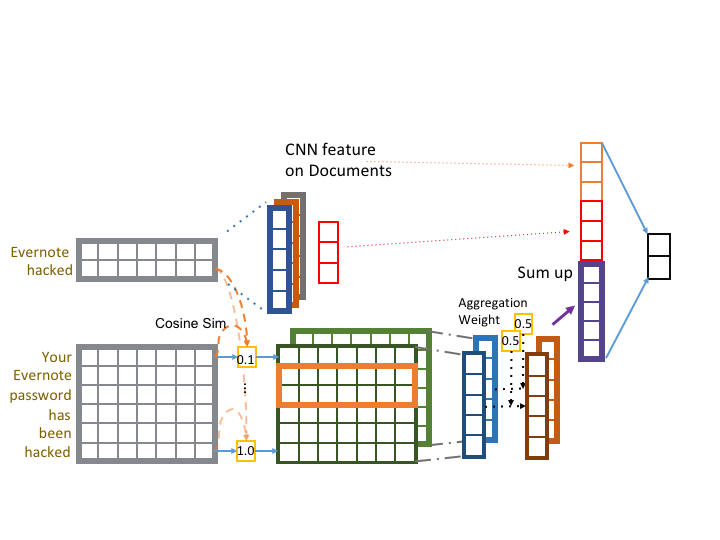 CNN feature
on Documents
Evernote
hacked
Sum up
Aggregation
Weight
0.5
0.5
Cosine Sim
Your
Evernote
password
has
been
hacked
0.1
...
1.0